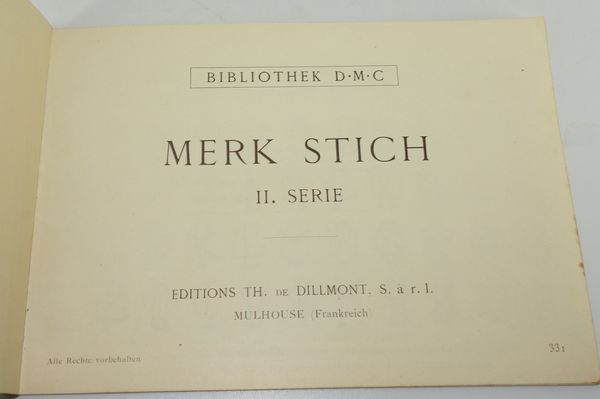 BIBLIOTHEK D·M·C
MERK STICH
II. SERIE
EDITIONS TH. DE DILLMONT, S. à r. l.
MULHOUSE (Frankreich)
Alle Rechte vorbehalten
331